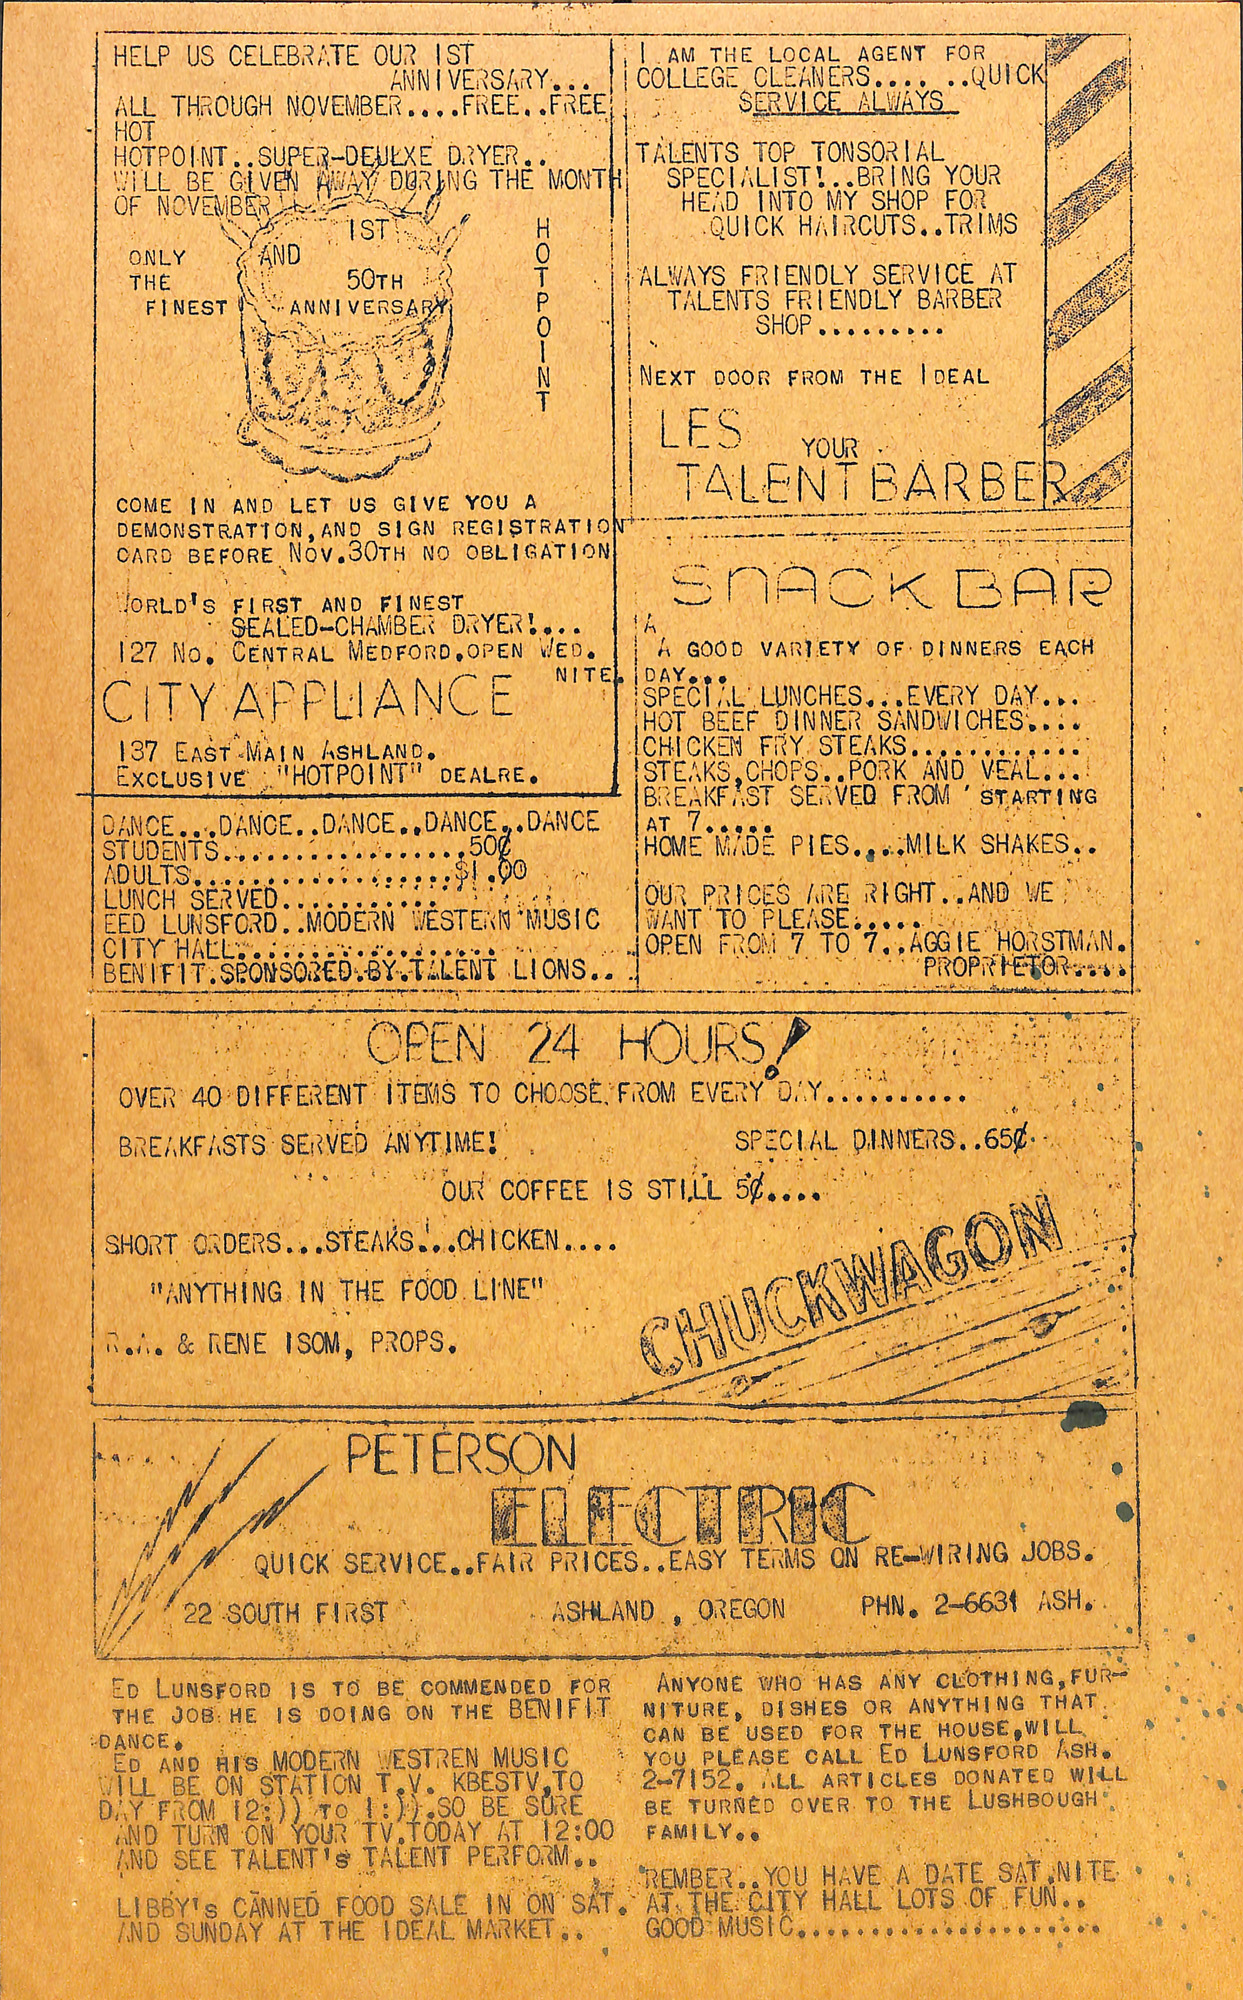 HELP US CELEBRATE OUR 1ST
ANNIVERSARY...
ALL THROUGH NOVEMBER....FREE..FREE
HOT
HOTPOINT..SUPER-DEULXE DRYER..
WILL BE GIVEN AWAY DURING THE MONTH
OF NOVEMBER!
1ST
AND
50TH
ANNIVERSARY
ONLY
THE
FINEST
H
O
T
P
O
I
N
T
COME IN AND LET US GIVE YOU A
DEMONSTRATION,AND SIGN REGISTRATION
CARD BEFORE NOV.30TH NO OBLIGATION
WORLD'S FIRST AND FINEST
SEALED-CHAMBER DRYER!...
127 NO. CENTRAL MEDFORD.OPEN WED.
NITE.
CITY APPLIANCE
137 EAST MAIN ASHLAND.
EXCLUSIVE "HOTPOINT" DEALRE.
I AM THE LOCAL AGENT FOR
COLLEGE CLEANERS.... ..QUICK
SERVICE ALWAYS
TALENTS TOP TONSORIAL
SPECIALIST!..BRING YOUR
HEAD INTO MY SHOP FOR
QUICK HAIRCUTS..TRIMS
ALWAYS FRIENDLY SERVICE AT
TALENTS FRIENDLY BARBER
SHOP.........
NEXT DOOR FROM THE IDEAL
LES YOUR
TALENT BARBER
SNACK BAR
A
A GOOD VARIETY OF DINNERS EACH
DAY...
SPECIAL LUNCHES...EVERY DAY...
HOT BEEF DINNER SANDWICHES....
CHICKEN FRY STEAKS............
STEAKS,CHOPS..PORK AND VEAL...
BREAKFAST SERVED FROM ' STARTING
AT 7.....
HOME MADE PIES....MILK SHAKES..
OUR PRICES ARE RIGHT..AND WE
WANT TO PLEASE.....
OPEN FROM 7 TO 7..AGGIE HORSTMAN.
PROPRIETOR.....
DANCE...DANCE..DANCE..DANCE..DANCE
STUDENTS.................50¢
ADULTS..................$1.00
LUNCH SERVED...........
EED LUNSFORD..MODERN WESTERN MUSIC
CITY HALL..................
BENIFIT.SPONSORED.BY.TALENT LIONS..
OPEN 24 HOURS!
OVER 40 DIFFERENT ITEMS TO CHOOSE FROM EVERY DAY..........
BREAKFASTS SERVED ANYTIME! SPECIAL DINNERS..65¢
OUR COFFEE IS STILL 5¢....
SHORT ORDERS...STEAKS...CHICKEN....
"ANYTHING IN THE FOOD LINE"
R.A. & RENE ISOM, PROPS.
CHUCKWAGON
PETERSON
ELECTRIC
QUICK SERVICE..FAIR PRICES..EASY TERMS ON RE-WIRING JOBS.
22 SOUTH FIRST ASHLAND , OREGON PHN. 2-6631 ASH.
ED LUNSFORD IS TO BE COMMENDED FOR
THE JOB HE IS DOING ON THE BENIFIT
DANCE.
ED AND HIS MODERN WESTREN MUSIC
WILL BE ON STATION T.V. KBESTV,TO
DAY FROM 12:)) TO 1:)).SO BE SURE
AND TURN ON YOUR TV.TODAY AT 12:00
AND SEE TALENT's TALENT PERFORM..
LIBBY's CANNED FOOD SALE IN ON SAT.
AND SUNDAY AT THE IDEAL MARKET..
ANYONE WHO HAS ANY CLOTHING,FUR-
NITURE, DISHES OR ANYTHING THAT
CAN BE USED FOR THE HOUSE,WILL
YOU PLEASE CALL ED LUNSFORD ASH.
2-7152. ALL ARTICLES DONATED WILL
BE TURNED OVER TO THE LUSHBOUGH
FAMILY..
REMBER..YOU HAVE A DATE SAT.NITE
AT THE CITY HALL LOTS OF FUN..
GOOD MUSIC.....................